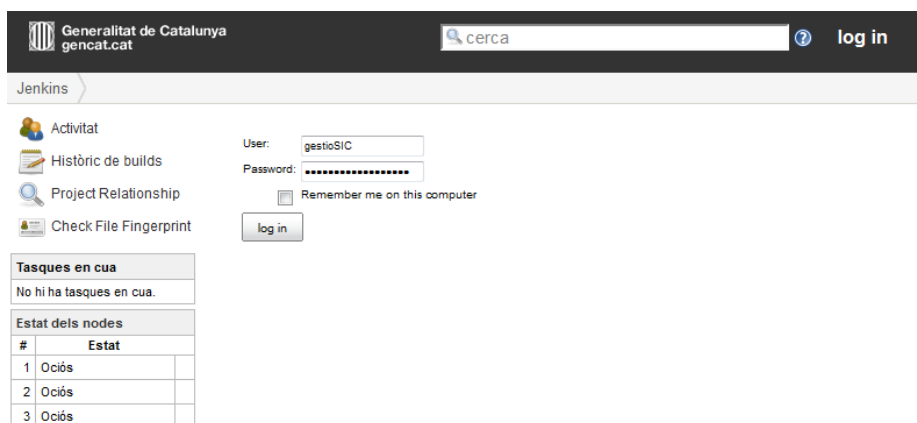 Generalitat de Catalunya
gencat.cat
cerca
log in
Jenkins
Activitat
Històric de builds
Project Relationship
Check File Fingerprint
User: gestioSIC
Password: ••••••••••••••••••
Remember me on this computer
log in
Tasques en cua
No hi ha tasques en cua.
Estat dels nodes
# Estat
1 Ociós
2 Ociós
3 Ociós